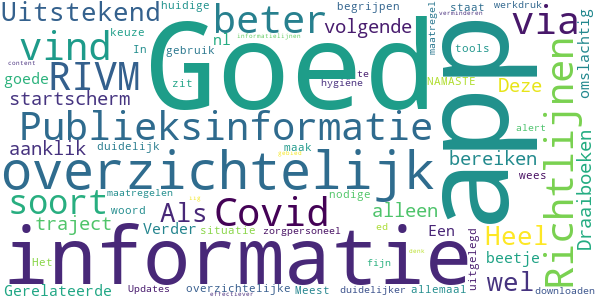 Uitstekend
huidige
beter
begrijpen
staat
werkdruk
verminderen
keuze
informatielijnen
volgende
maatregel
via
vind
In
gebruik
nl
Goed
app
tools
omslachtig
content
RIVM
goede
zit
te
hygiëne
NAMASTE
Deze
startscherm
Richtlijnen
Draaiboeken
Publieksinformatie
alert
aanklik
duidelijk
maak
bereiken
overzichtelijk
wees
soort
maatregelen
nodige
Als
Covid
alleen
traject
woord
Verder
situatie
zorgpersoneel
ed
Een
Heel
informatie
uitgelegd
Het
fijn
denk
beetje
wel
Gerelateerde
Updates
overzichtelijke
Meest
duidelijker
allemaal
downloaden
effectiever